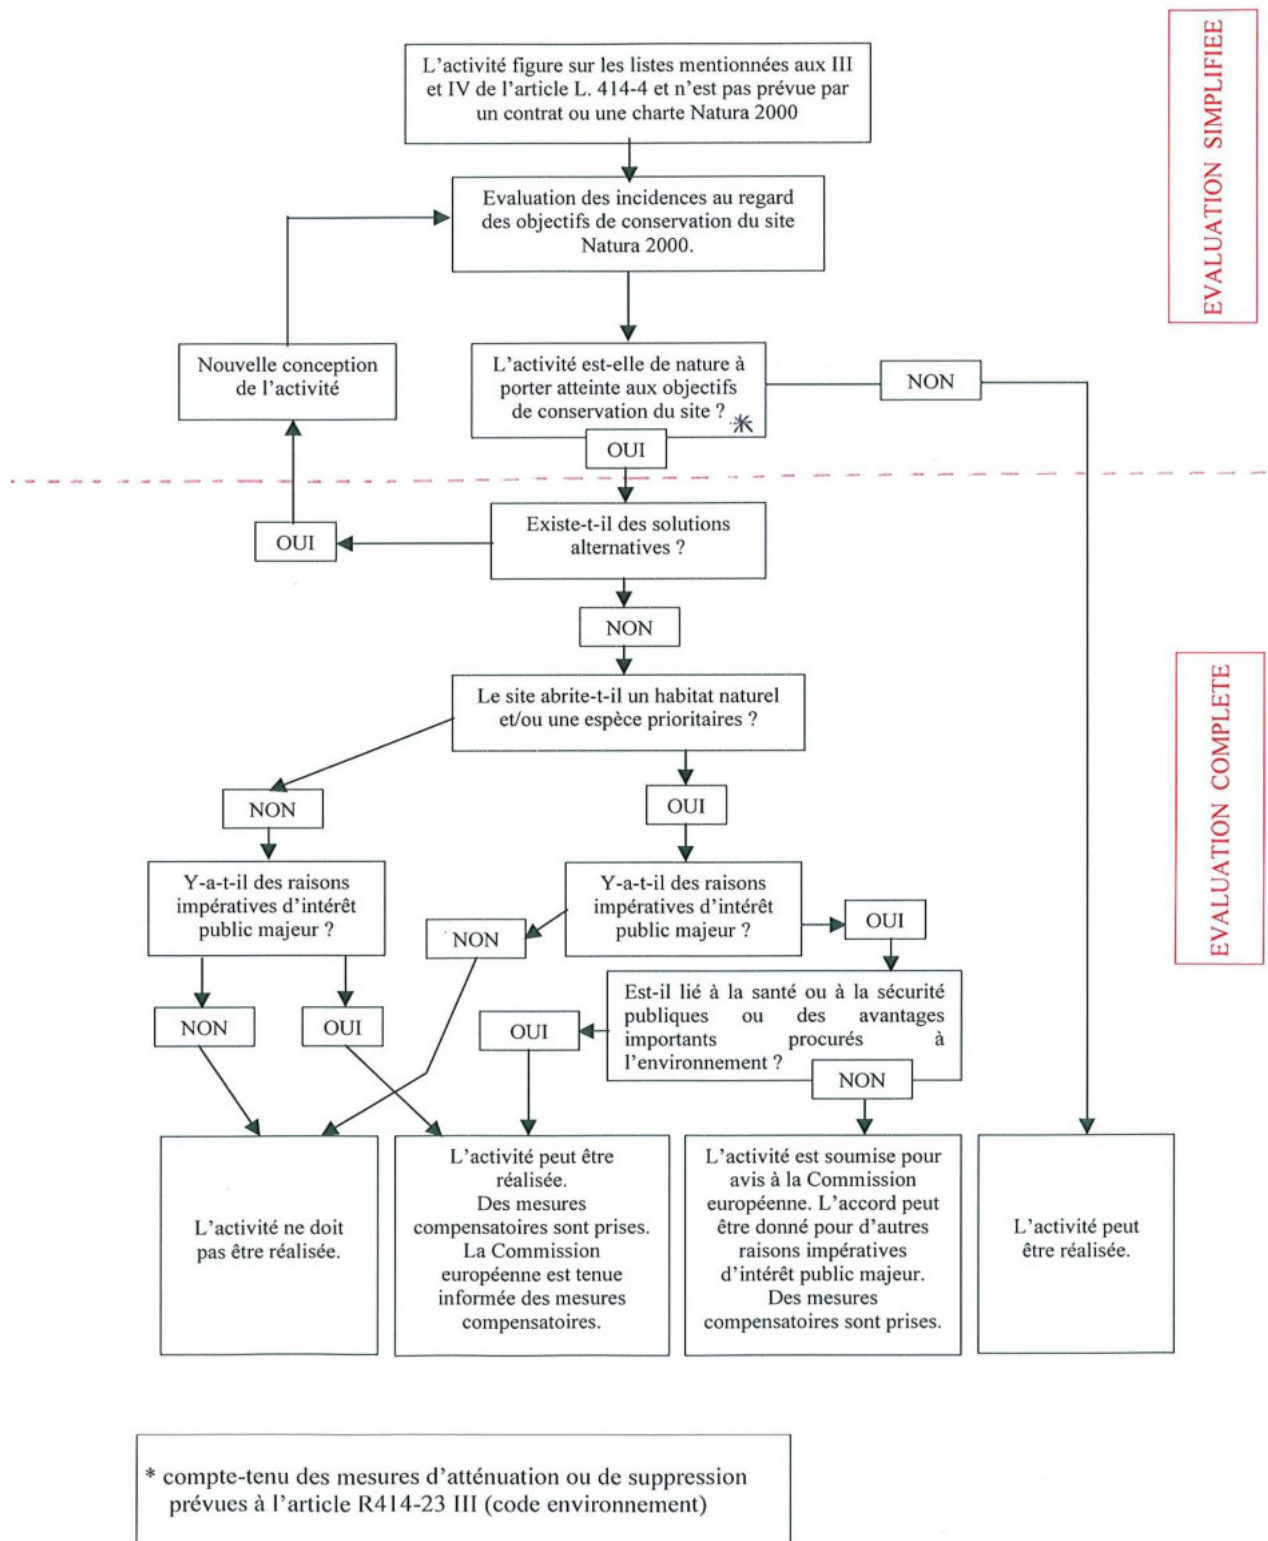 L'activité figure sur les listes mentionnées aux III
et IV de l'article L. 414-4 et n'est pas prévue par
un contrat ou une charte Natura 2000
EVALUATION SIMPLIFIEE
Evaluation des incidences au regard
des objectifs de conservation du site
Natura 2000.
Nouvelle conception
de l'activité
L'activité est-elle de nature à
porter atteinte aux objectifs
de conservation du site ? *
NON
OUI
Existe-t-il des solutions
alternatives ?
OUI
NON
Le site abrite-t-il un habitat naturel
et/ou une espèce prioritaires ?
EVALUATION COMPLETE
NON
OUI
Y-a-t-il des raisons
impératives d'intérêt
public majeur ?
Y-a-t-il des raisons
impératives d'intérêt
public majeur ?
NON
OUI
NON
OUI
OUI
Est-il lié à la santé ou à la sécurité
publiques ou des avantages
importants procurés à
l'environnement ?
NON
L'activité ne doit
pas être réalisée.
L'activité peut être
réalisée.
Des mesures
compensatoires sont prises.
La Commission
européenne est tenue
informée des mesures
compensatoires.
L'activité est soumise pour
avis à la Commission
européenne. L'accord peut
être donné pour d'autres
raisons impératives
d'intérêt public majeur.
Des mesures
compensatoires sont prises.
L'activité peut
être réalisée.
* compte-tenu des mesures d'atténuation ou de suppression
prévues à l'article R414-23 III (code environnement)